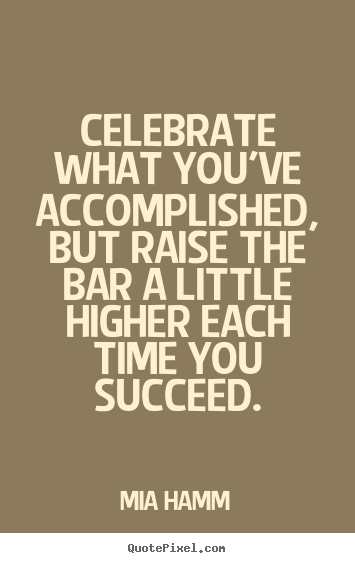 CELEBRATE
WHAT YOU'VE
ACCOMPLISHED,
BUT RAISE THE
BAR A LITTLE
HIGHER EACH
TIME YOU
SUCCEED.
MIA HAMM
QuotePixel.com